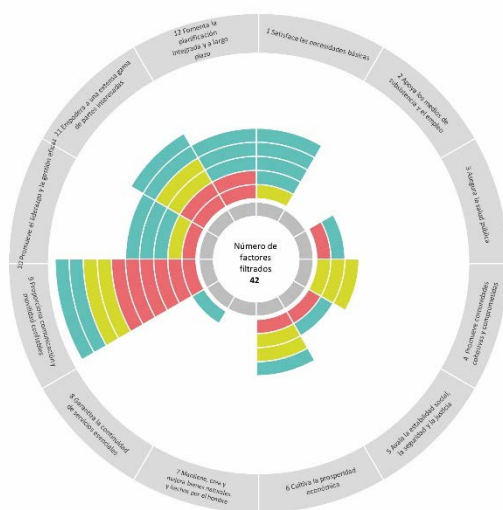 12 Fomenta la
planificación
integrada y a largo
plazo
1 Satisface las necesidades básicas
2 Apoya los medios de
subsistencia y el empleo
3 Asegura la salud pública
4 Promueve comunidades
cohesivas y comprometidas
5 Avala la estabilidad social,
la seguridad y la justicia
6 Cultiva la prosperidad
económica
7 Mantiene, crea y
mejora bienes naturales
y hechos por el hombre
8 Garantiza la continuidad
de servicios esenciales
9 Proporciona comunicación y
movilidad confiables
10 Promueve el liderazgo y la gestión eficaz
11 Empodera a una extensa gama
de partes interesadas
Número de
factores
filtrados
42